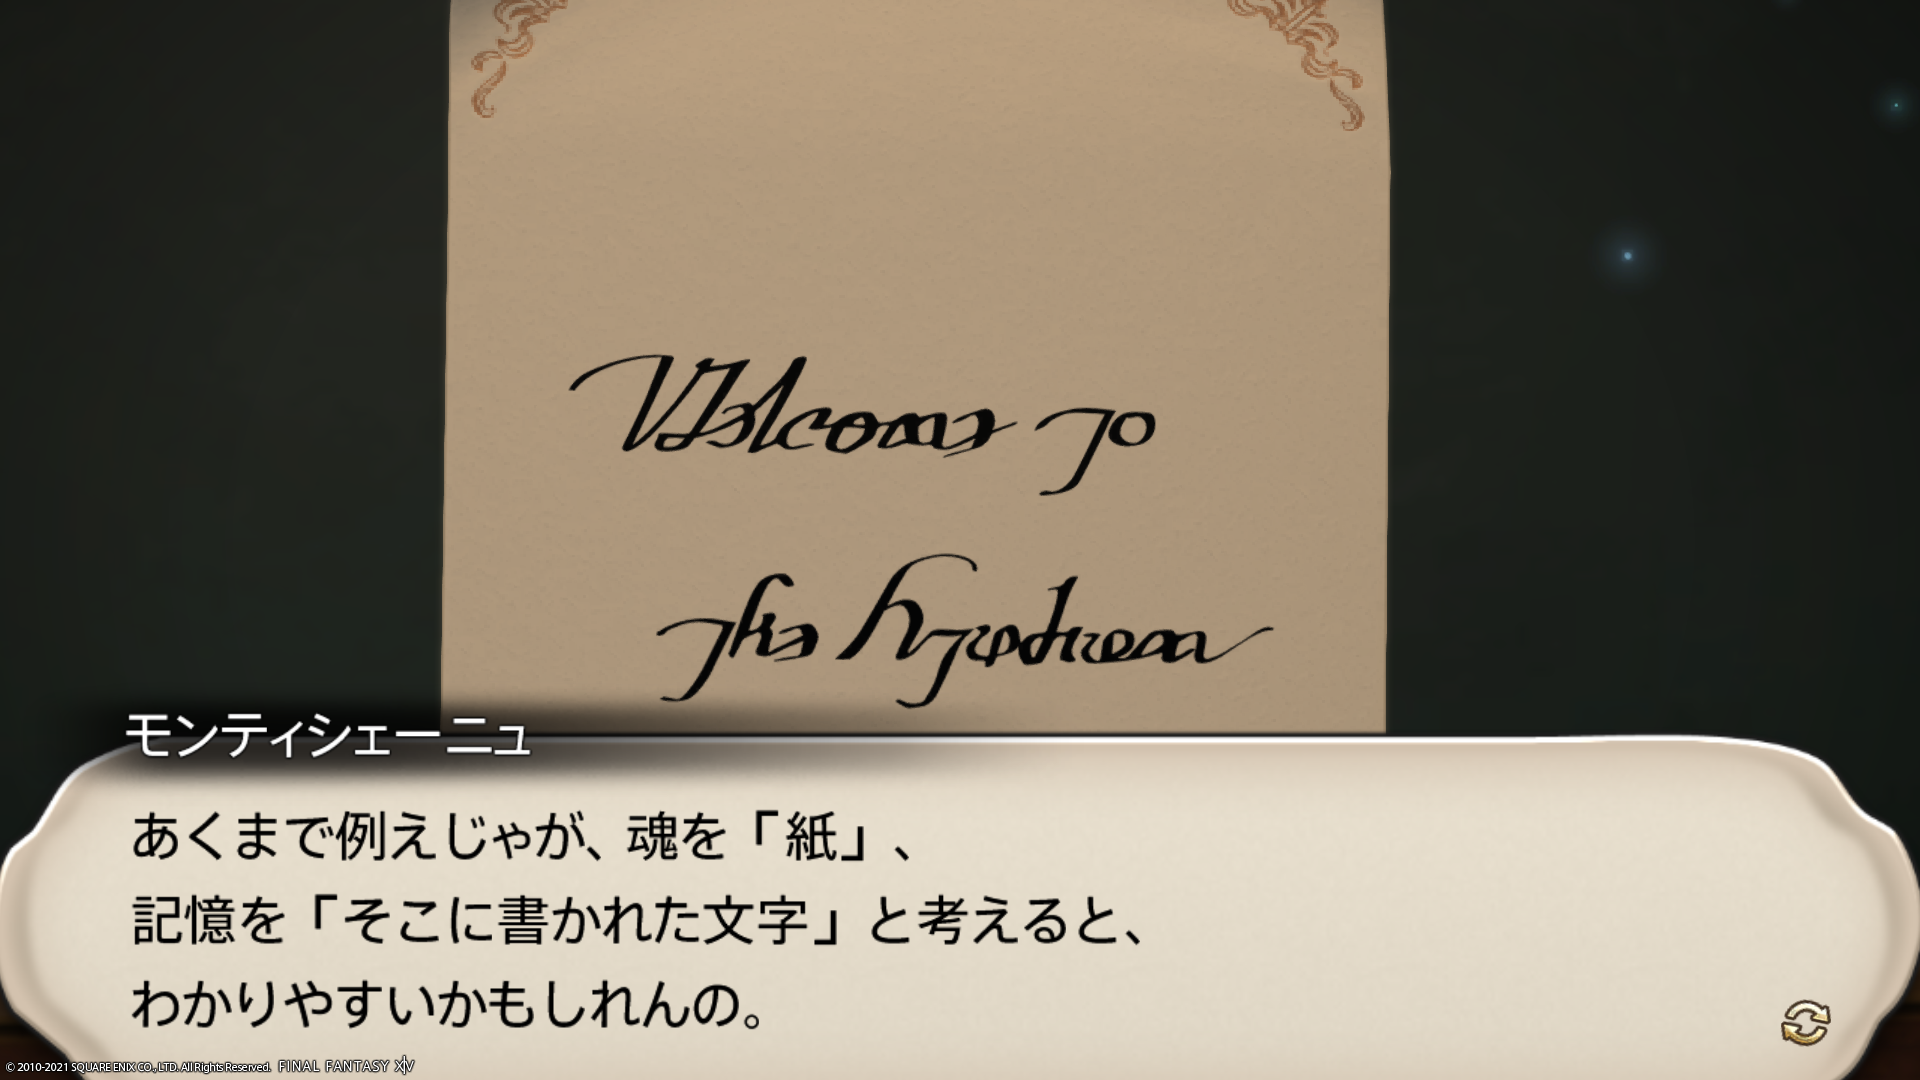 Welcome to
the
モンティシェーニュ
あくまで例えじゃが、魂を「紙」、
記憶を「そこに書かれた文字」と考えると、
わかりやすいかもしれんの。
© 2010-2021 SQUARE ENIX CO., LTD. All Rights Reserved. FINAL FANTASY XIV